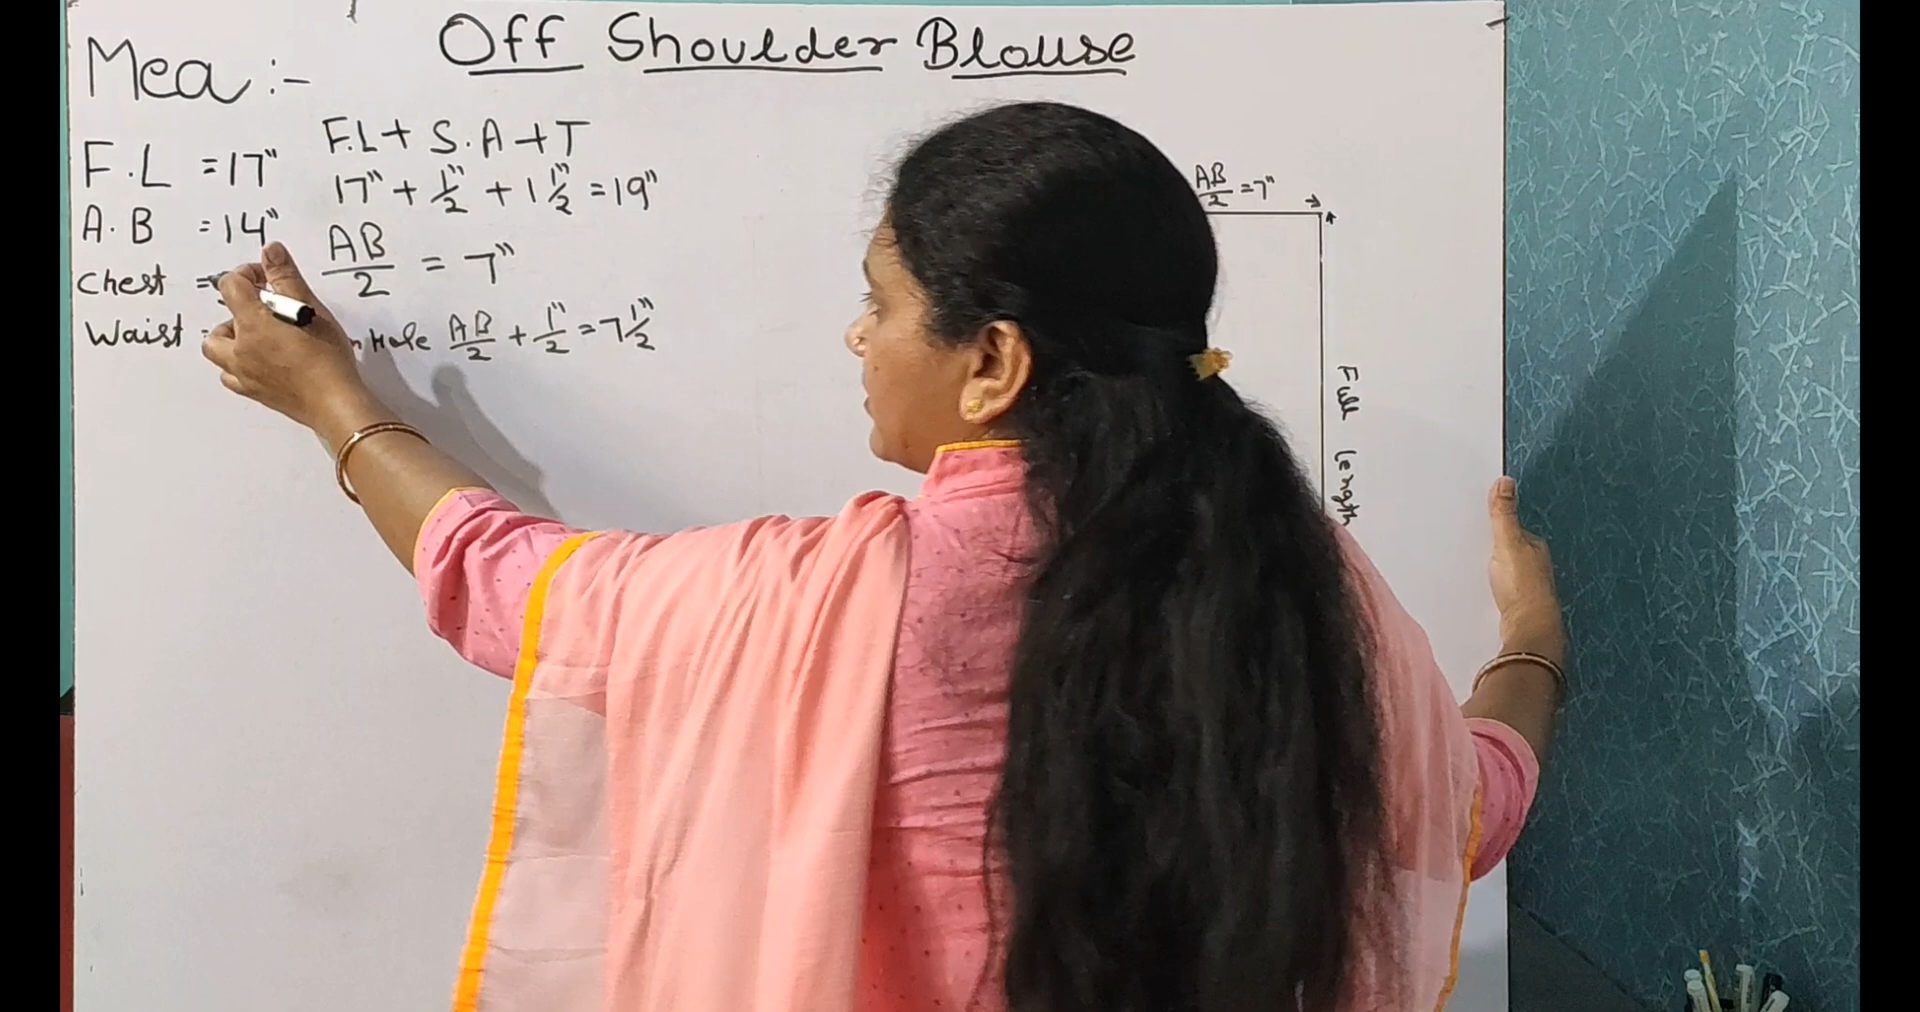 Off Shoulder Blouse
Mea :-
F.L = 17"
A.B = 14"
Chest =
Waist =
F.L + S.A + T
17" + 1/2" + 1 1/2" = 19"
AB/2 = 7"
Hole AB/2 + 1/2" = 7 1/2"
AB/2 = 7"
Full length